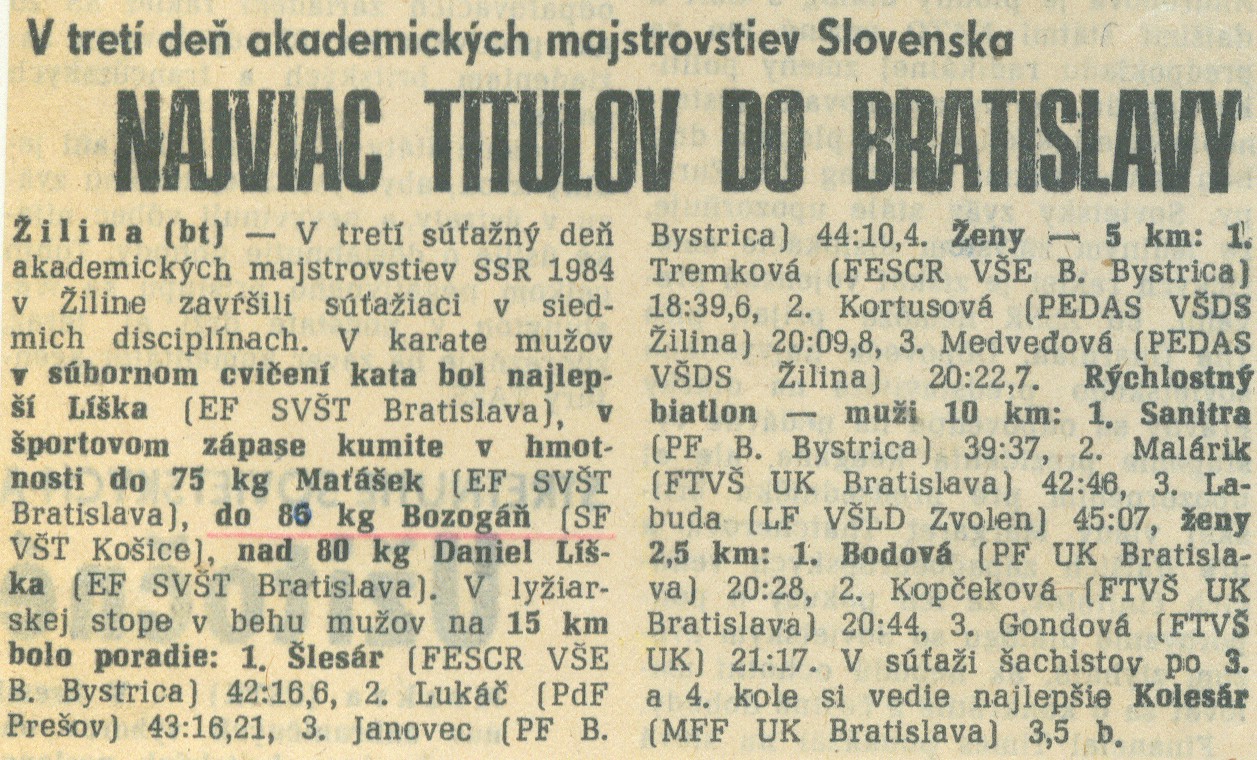 V tretí deň akademických majstrovstiev Slovenska
NAJVIAC TITULOV DO BRATISLAVY
Žilina (bt) — V tretí súťažný deň
akademických majstrovstiev SSR 1984
v Žiline zavŕšili súťažiaci v sied-
mich disciplínach. V karate mužov
v súbornom cvičení kata bol najlep-
ší Líška (EF SVŠT Bratislava), v
športovom zápase kumite v hmot-
nosti do 75 kg Maťášek (EF SVŠT
Bratislava), do 80 kg Bozogáň (SF
VŠT Košice), nad 80 kg Daniel Líš-
ka (EF SVŠT Bratislava). V lyžiar-
skej stope v behu mužov na 15 km
bolo poradie: 1. Šlesár (FESCR VŠE
B. Bystrica) 42:16,6, 2. Lukáč (PdF
Prešov) 43:16,21, 3. Janovec (PF B.
Bystrica) 44:10,4. Ženy — 5 km: 1.
Tremková (FESCR VŠE B. Bystrica)
18:39,6, 2. Kortusová (PEDAS VŠDS
Žilina) 20:09,8, 3. Medveďová (PEDAS
VŠDS Žilina) 20:22,7. Rýchlostný
biatlon — muži 10 km: 1. Sanitra
(PF B. Bystrica) 39:37, 2. Malárik
(FTVŠ UK Bratislava) 42:46, 3. La-
buda (LF VŠLD Zvolen) 45:07, ženy
2,5 km: 1. Bodová (PF UK Bratisla-
va) 20:28, 2. Kopčeková (FTVŠ UK
Bratislava) 20:44, 3. Gondová (FTVŠ
UK) 21:17. V súťaži šachistov po 3.
a 4. kole si vedie najlepšie Kolesár
(MFF UK Bratislava) 3,5 b.